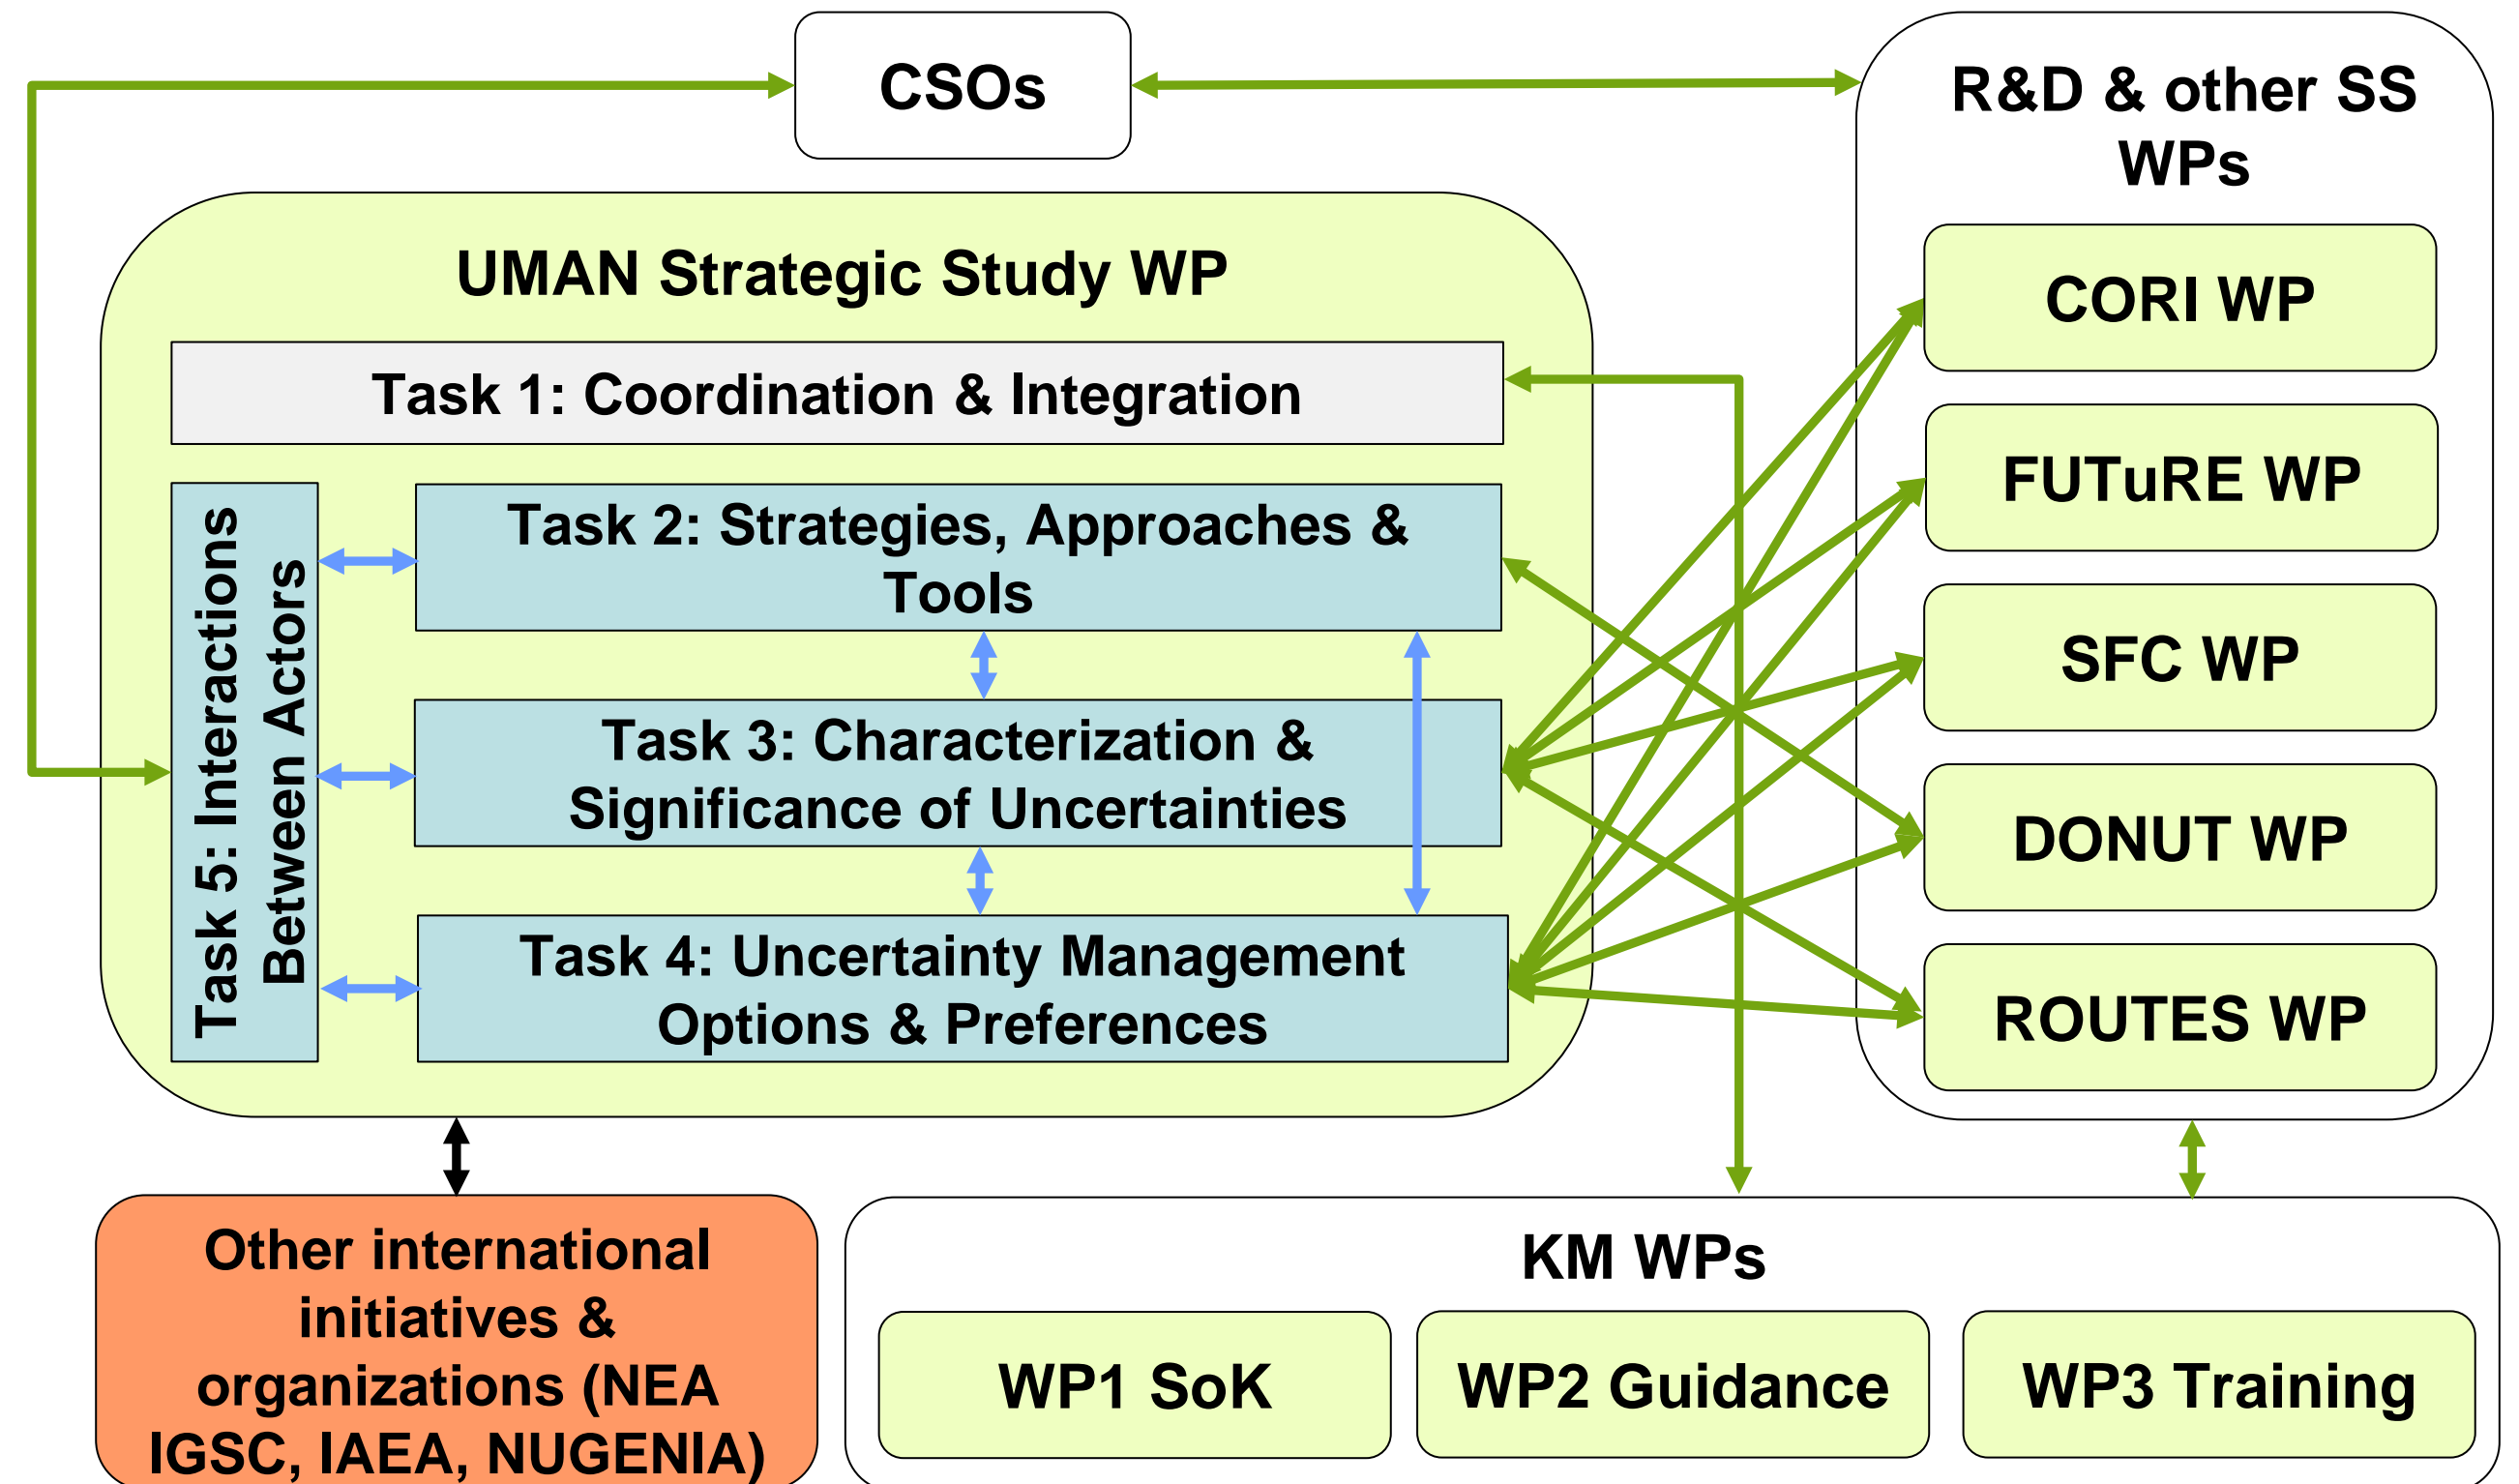 CSOs
R&D & other SS
WPs
UMAN Strategic Study WP
CORI WP
Task 1: Coordination & Integration
FUTuRE WP
Task 5: Interactions
Between Actors
Task 2: Strategies, Approaches &
Tools
SFC WP
Task 3: Characterization &
Significance of Uncertainties
DONUT WP
Task 4: Uncertainty Management
Options & Preferences
ROUTES WP
Other international
initiatives &
organizations (NEA
IGSC, IAEA, NUGENIA)
KM WPs
WP1 SoK
WP2 Guidance
WP3 Training